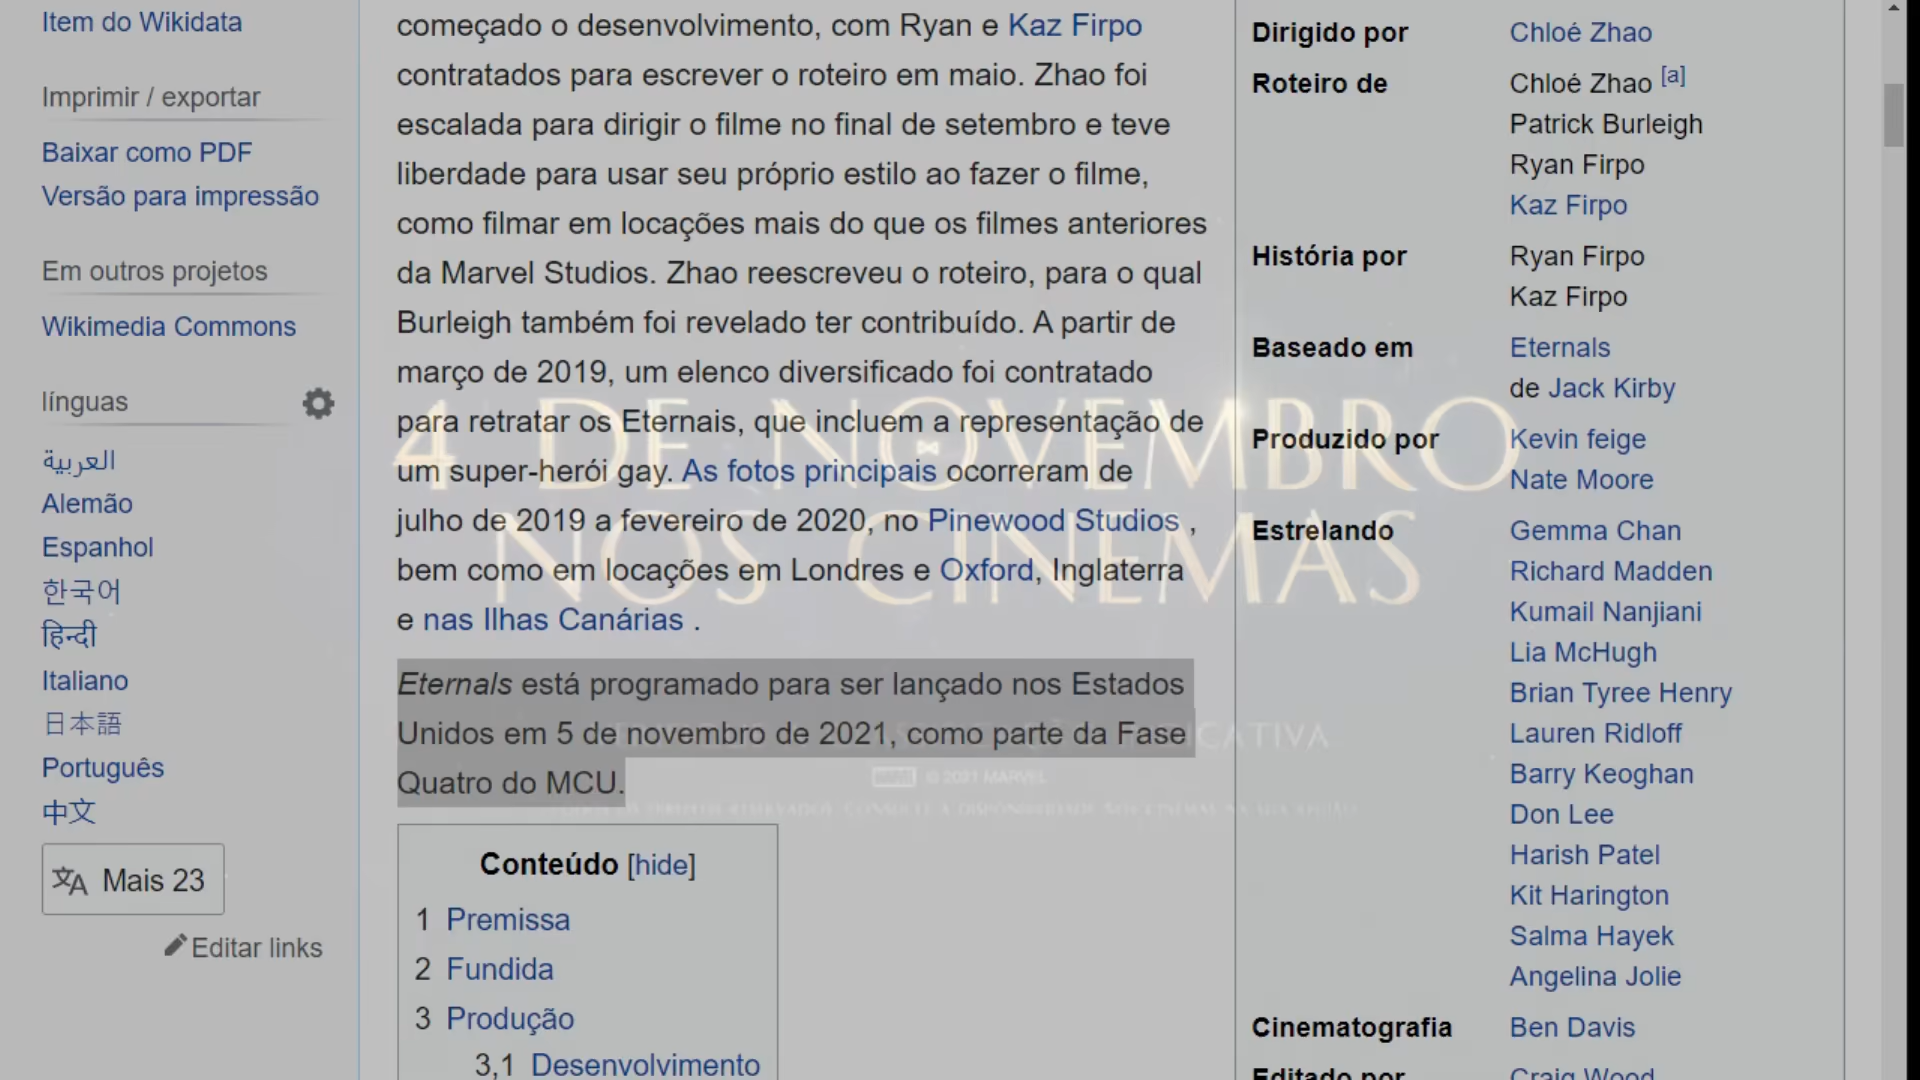 Item do Wikidata
Imprimir / exportar
Baixar como PDF
Versão para impressão
Em outros projetos
Wikimedia Commons
línguas
العربية
Alemão
Espanhol
한국어
हिन्दी
Italiano
日本語
Português
中文
Mais 23
Editar links
começado o desenvolvimento, com Ryan e Kaz Firpo
contratados para escrever o roteiro em maio. Zhao foi
escalada para dirigir o filme no final de setembro e teve
liberdade para usar seu próprio estilo ao fazer o filme,
como filmar em locações mais do que os filmes anteriores
da Marvel Studios. Zhao reescreveu o roteiro, para o qual
Burleigh também foi revelado ter contribuído. A partir de
março de 2019, um elenco diversificado foi contratado
para retratar os Eternais, que incluem a representação de
um super-herói gay. As fotos principais ocorreram de
julho de 2019 a fevereiro de 2020, no Pinewood Studios ,
bem como em locações em Londres e Oxford, Inglaterra
e nas Ilhas Canárias .
Eternals está programado para ser lançado nos Estados
Unidos em 5 de novembro de 2021, como parte da Fase
Quatro do MCU.
Conteúdo [hide]
1 Premissa
2 Fundida
3 Produção
3,1 Desenvolvimento
Dirigido por Chloé Zhao
Roteiro de Chloé Zhao [a]
Patrick Burleigh
Ryan Firpo
Kaz Firpo
História por Ryan Firpo
Kaz Firpo
Baseado em Eternals
de Jack Kirby
Produzido por Kevin feige
Nate Moore
Estrelando Gemma Chan
Richard Madden
Kumail Nanjiani
Lia McHugh
Brian Tyree Henry
Lauren Ridloff
Barry Keoghan
Don Lee
Harish Patel
Kit Harington
Salma Hayek
Angelina Jolie
Cinematografia Ben Davis
Editado por Craig Wood
4 DE NOVEMBRO
NOS CINEMAS
MARVEL © 2021 MARVEL